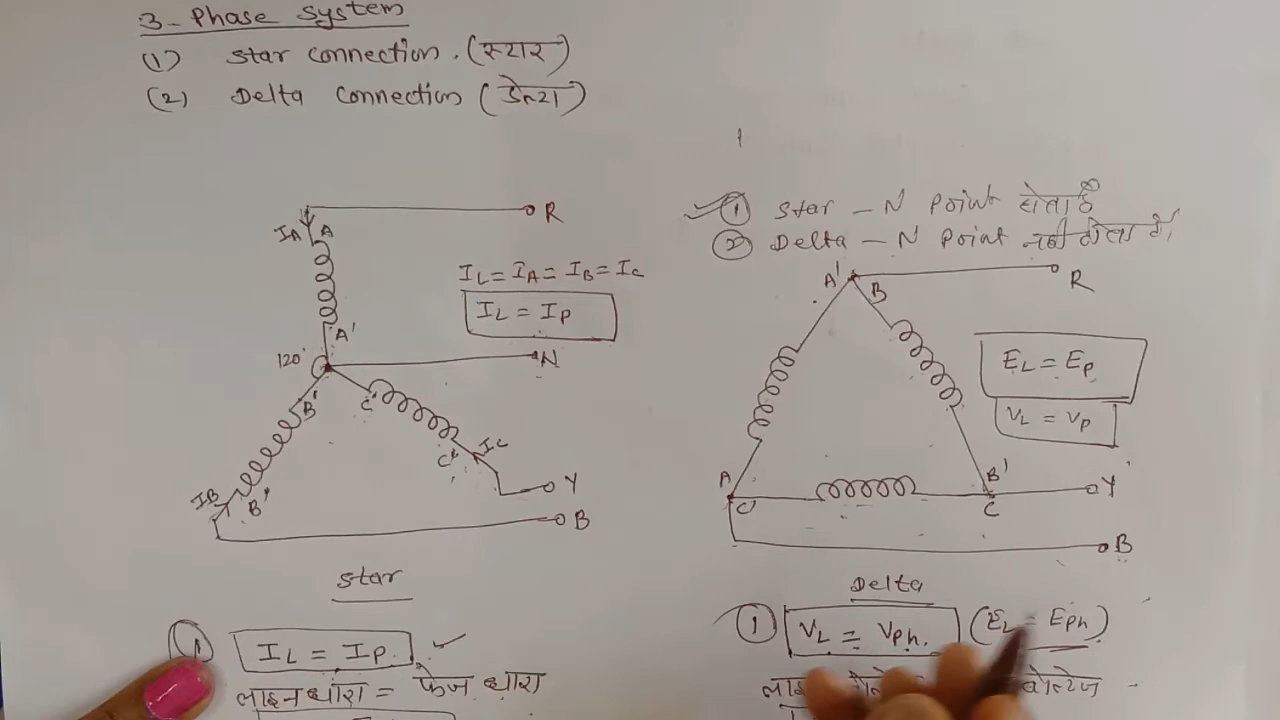 3-Phase System
(1) Star connection. (स्टार)
(2) Delta connection (डेल्टा)
① Star - N Point होता है
② Delta - N Point नहीं होता है,
R
IA A
IL = IA = IB = IC
IL = IP
A'
120°
N
B'
C'
IC
C
IB
B
Y
B
Star
① IL = IP.
लाइन धारा = फेज धारा
A'
B
R
EL = EP
VL = VP
A
C'
B'
C
Y
B
Delta
① VL = VPh. (EL = EPh)